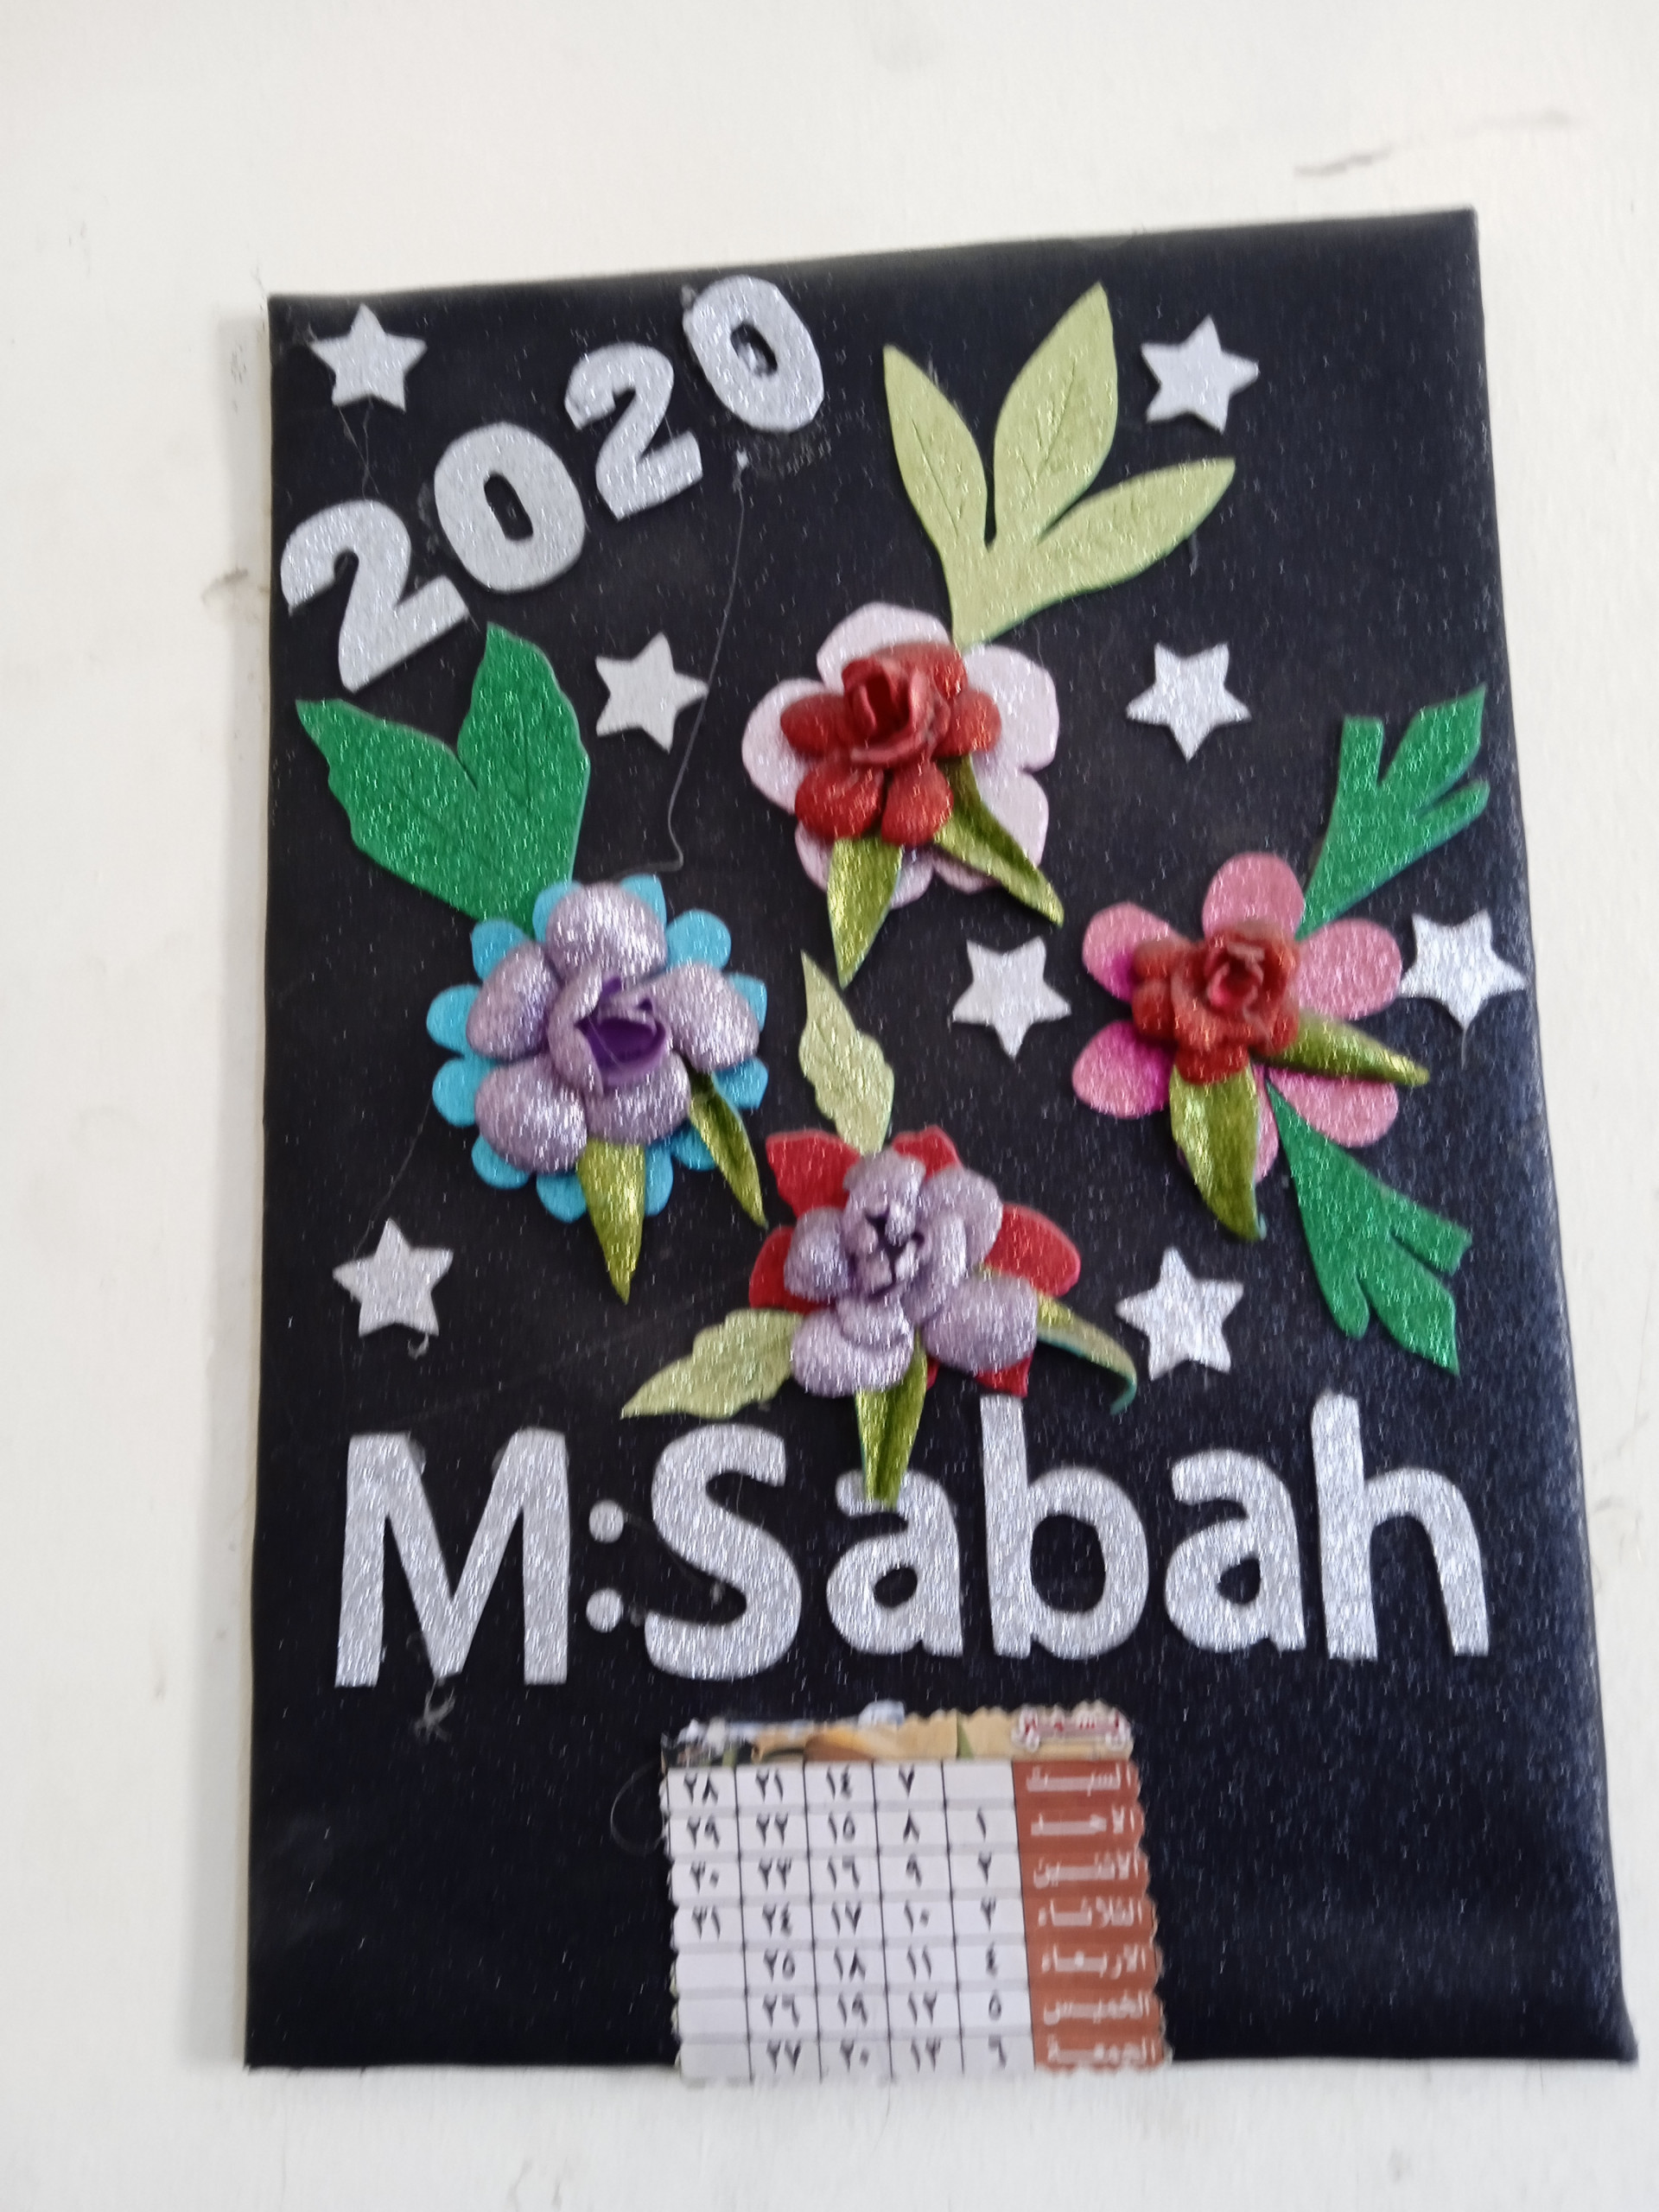 2020
M:Sabah
السبت ٧ ١٤ ٢١ ٢٨
الاحد ١ ٨ ١٥ ٢٢ ٢٩
الاثنين ٢ ٩ ١٦ ٢٣ ٣٠
الثلاثاء ٣ ١٠ ١٧ ٢٤ ٣١
الاربعاء ٤ ١١ ١٨ ٢٥
الخميس ٥ ١٢ ١٩ ٢٦
الجمعة ٦ ١٣ ٢٠ ٢٧